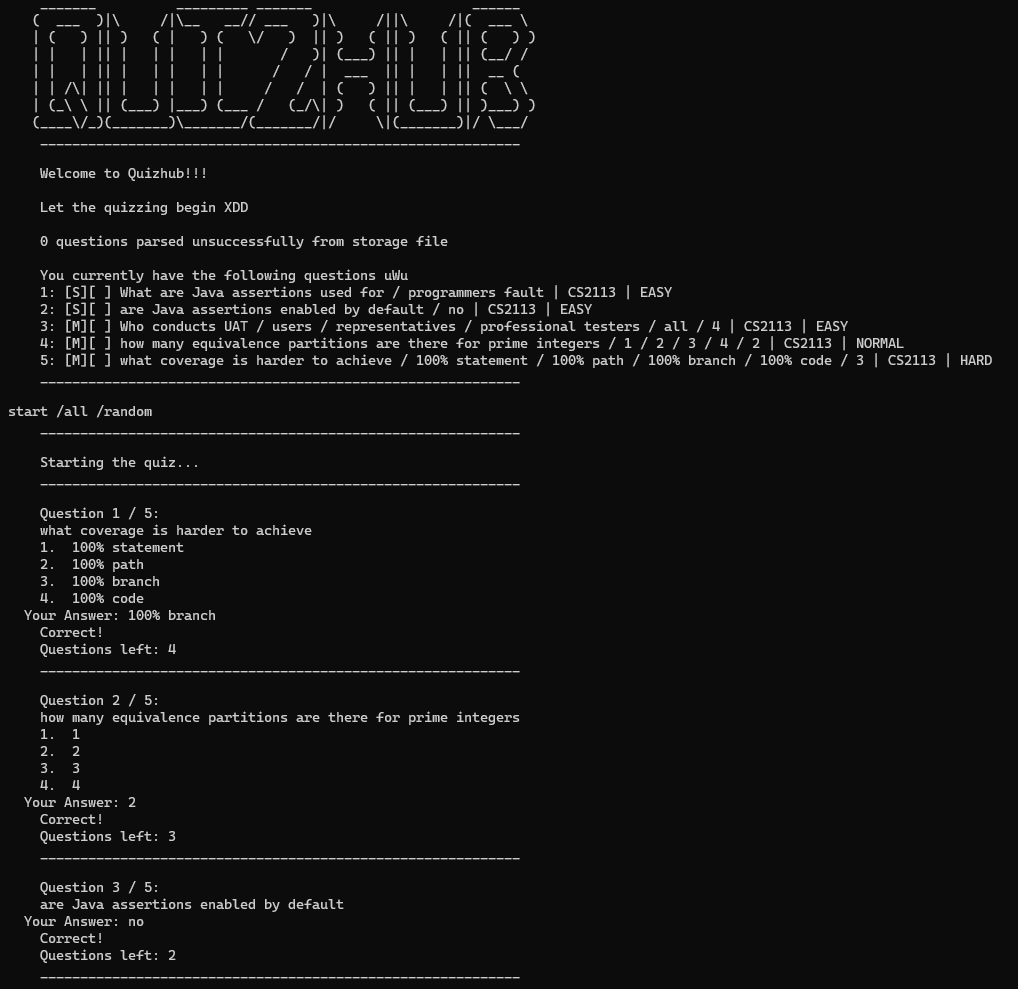 QUIZHUB
Welcome to Quizhub!!!
Let the quizzing begin XDD
0 questions parsed unsuccessfully from storage file
You currently have the following questions uWu
1: [S][ ] What are Java assertions used for / programmers fault | CS2113 | EASY
2: [S][ ] are Java assertions enabled by default / no | CS2113 | EASY
3: [M][ ] Who conducts UAT / users / representatives / professional testers / all / 4 | CS2113 | EASY
4: [M][ ] how many equivalence partitions are there for prime integers / 1 / 2 / 3 / 4 / 2 | CS2113 | NORMAL
5: [M][ ] what coverage is harder to achieve / 100% statement / 100% path / 100% branch / 100% code / 3 | CS2113 | HARD
start /all /random
Starting the quiz...
Question 1 / 5:
what coverage is harder to achieve
1.  100% statement
2.  100% path
3.  100% branch
4.  100% code
Your Answer: 100% branch
Correct!
Questions left: 4
Question 2 / 5:
how many equivalence partitions are there for prime integers
1.  1
2.  2
3.  3
4.  4
Your Answer: 2
Correct!
Questions left: 3
Question 3 / 5:
are Java assertions enabled by default
Your Answer: no
Correct!
Questions left: 2